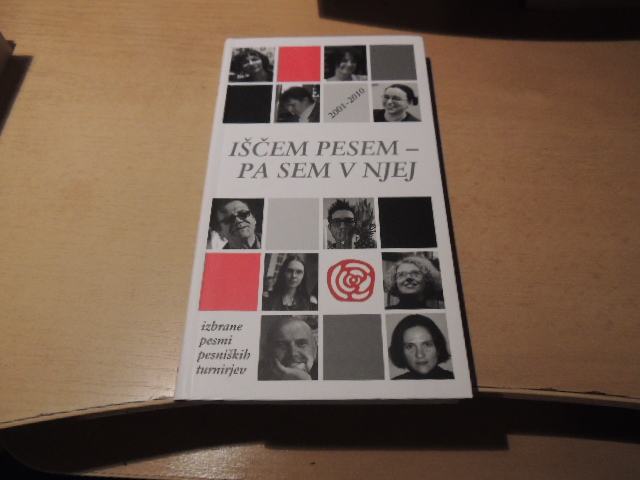 2001-2010
IŠČEM PESEM –
PA SEM V NJEJ
izbrane
pesmi
pesniških
turnirjev